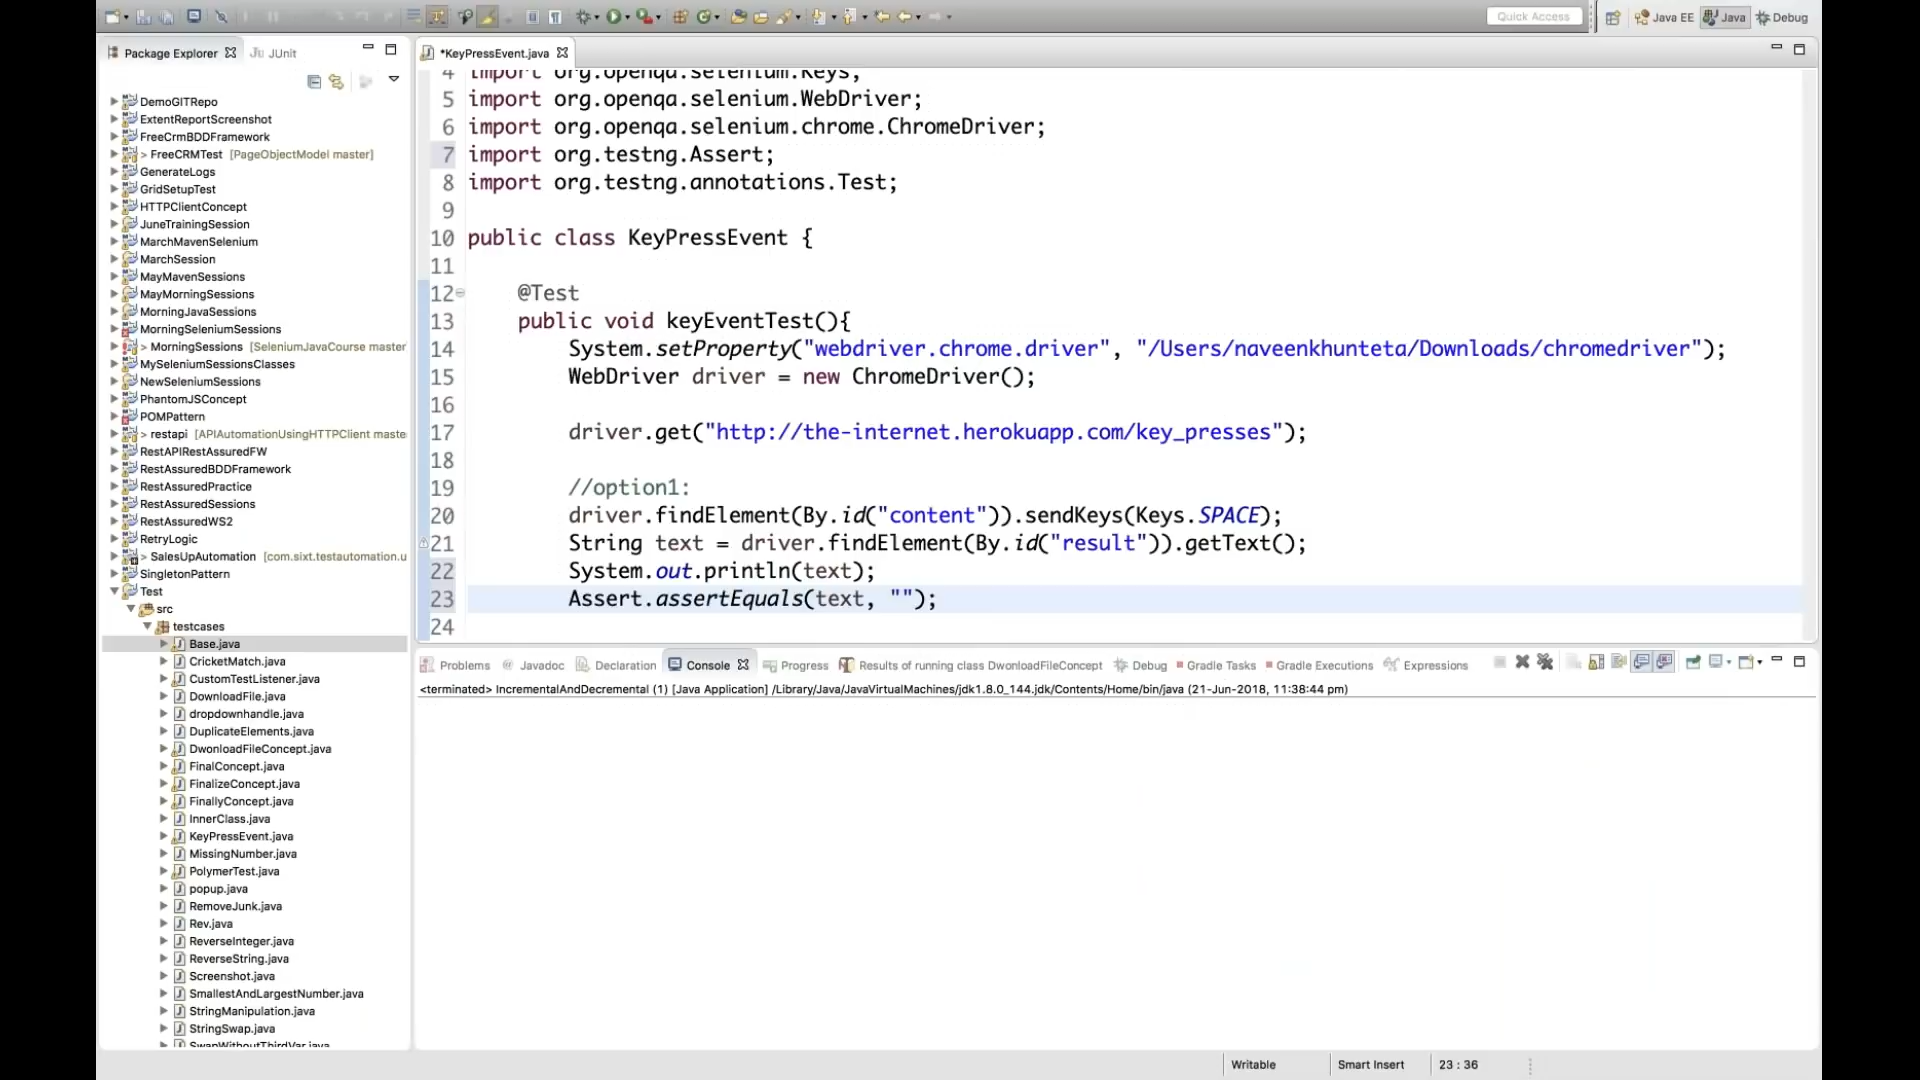 Quick Access
Java EE
Java
Debug
Package Explorer
JUnit
*KeyPressEvent.java
DemoGITRepo
ExtentReportScreenshot
FreeCrmBDDFramework
> FreeCRMTest [PageObjectModel master]
GenerateLogs
GridSetupTest
HTTPClientConcept
JuneTrainingSession
MarchMavenSelenium
MarchSession
MayMavenSessions
MayMorningSessions
MorningJavaSessions
MorningSeleniumSessions
> MorningSessions [SeleniumJavaCourse master
MySeleniumSessionsClasses
NewSeleniumSessions
PhantomJSConcept
POMPattern
> restapi [APIAutomationUsingHTTPClient maste
RestAPIRestAssuredFW
RestAssuredBDDFramework
RestAssuredPractice
RestAssuredSessions
RestAssuredWS2
RetryLogic
> SalesUpAutomation [com.sixt.testautomation.u
SingletonPattern
Test
src
testcases
Base.java
CricketMatch.java
CustomTestListener.java
DownloadFile.java
dropdownhandle.java
DuplicateElements.java
DwonloadFileConcept.java
FinalConcept.java
FinalizeConcept.java
FinallyConcept.java
InnerClass.java
KeyPressEvent.java
MissingNumber.java
PolymerTest.java
popup.java
RemoveJunk.java
Rev.java
ReverseInteger.java
ReverseString.java
Screenshot.java
SmallestAndLargestNumber.java
StringManipulation.java
StringSwap.java
SwapWithoutThirdVar.java
4 import org.openqa.selenium.Keys;
5 import org.openqa.selenium.WebDriver;
6 import org.openqa.selenium.chrome.ChromeDriver;
7 import org.testng.Assert;
8 import org.testng.annotations.Test;
9
10 public class KeyPressEvent {
11
12 @Test
13 public void keyEventTest(){
14 System.setProperty("webdriver.chrome.driver", "/Users/naveenkhunteta/Downloads/chromedriver");
15 WebDriver driver = new ChromeDriver();
16
17 driver.get("http://the-internet.herokuapp.com/key_presses");
18
19 //option1:
20 driver.findElement(By.id("content")).sendKeys(Keys.SPACE);
21 String text = driver.findElement(By.id("result")).getText();
22 System.out.println(text);
23 Assert.assertEquals(text, "");
24
Problems
Javadoc
Declaration
Console
Progress
Results of running class DwonloadFileConcept
Debug
Gradle Tasks
Gradle Executions
Expressions
<terminated> IncrementalAndDecremental (1) [Java Application] /Library/Java/JavaVirtualMachines/jdk1.8.0_144.jdk/Contents/Home/bin/java (21-Jun-2018, 11:38:44 pm)
Writable
Smart Insert
23 : 36